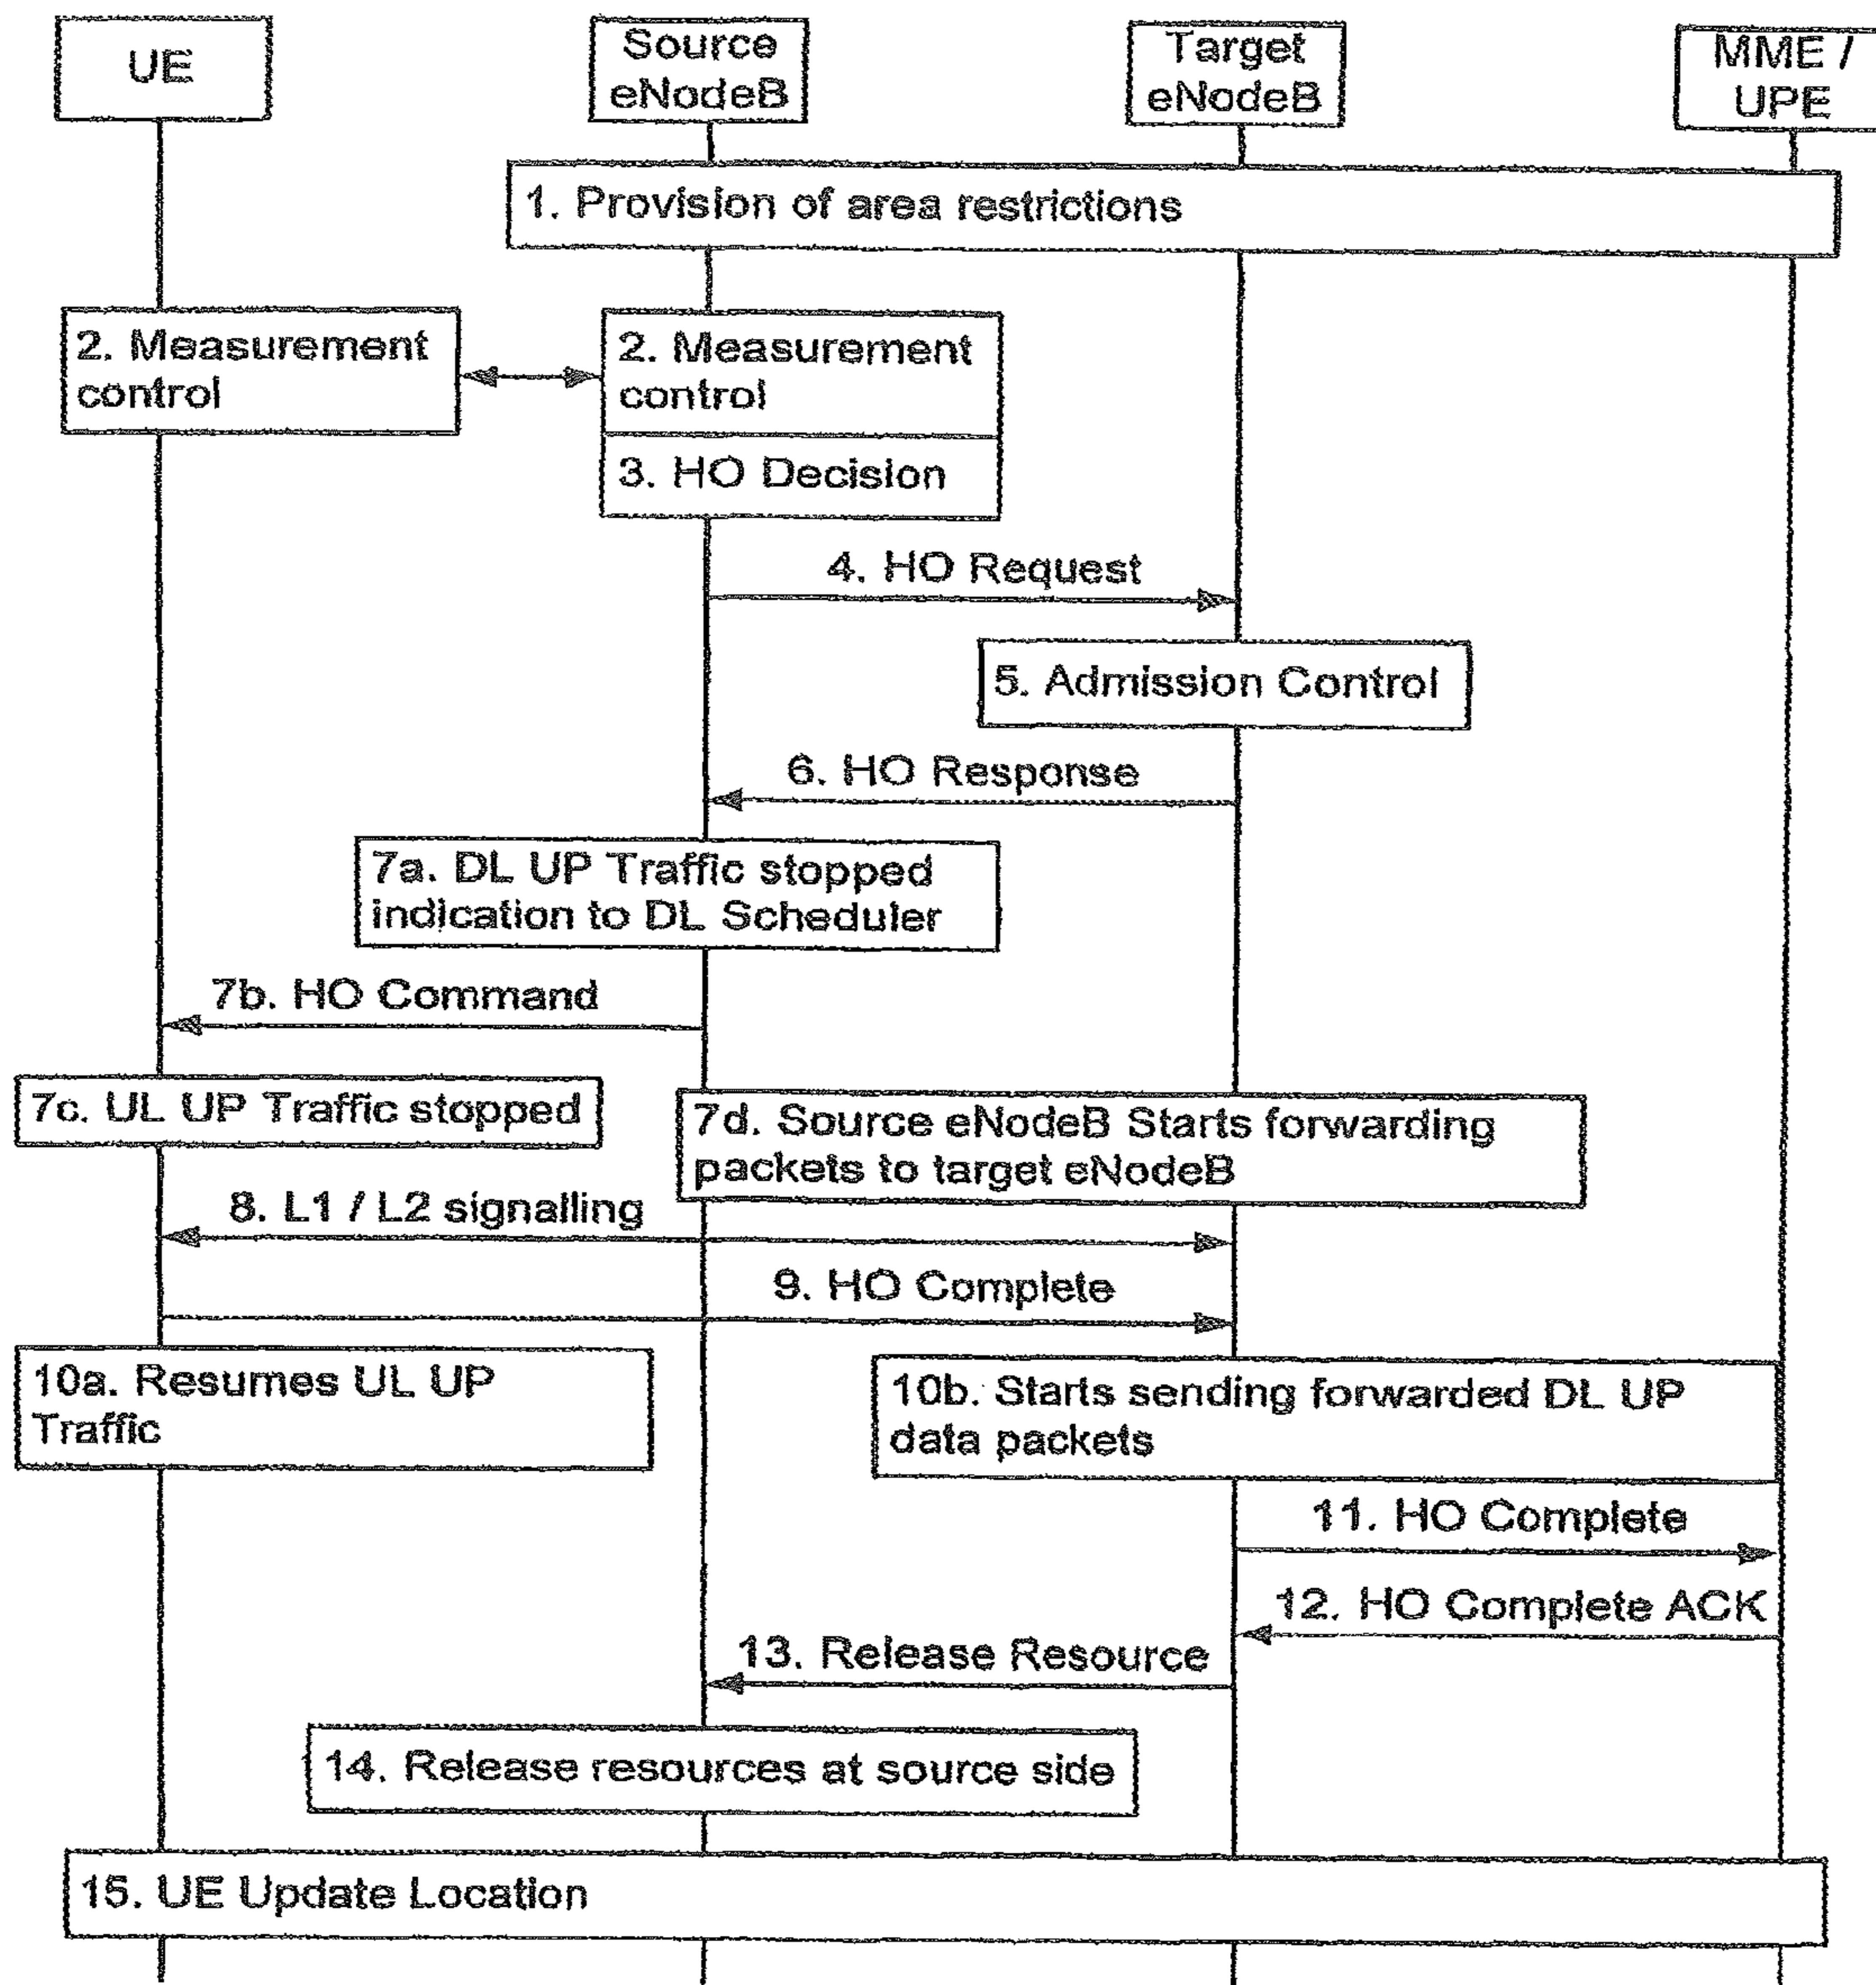 UE
Source
eNodeB
Target
eNodeB
MME /
UPE
1. Provision of area restrictions
2. Measurement
control
2. Measurement
control
3. HO Decision
4. HO Request
5. Admission Control
6. HO Response
7a. DL UP Traffic stopped
indication to DL Scheduler
7b. HO Command
7c. UL UP Traffic stopped
7d. Source eNodeB Starts forwarding
packets to target eNodeB
8. L1 / L2 signalling
9. HO Complete
10a. Resumes UL UP
Traffic
10b. Starts sending forwarded DL UP
data packets
11. HO Complete
12. HO Complete ACK
13. Release Resource
14. Release resources at source side
15. UE Update Location